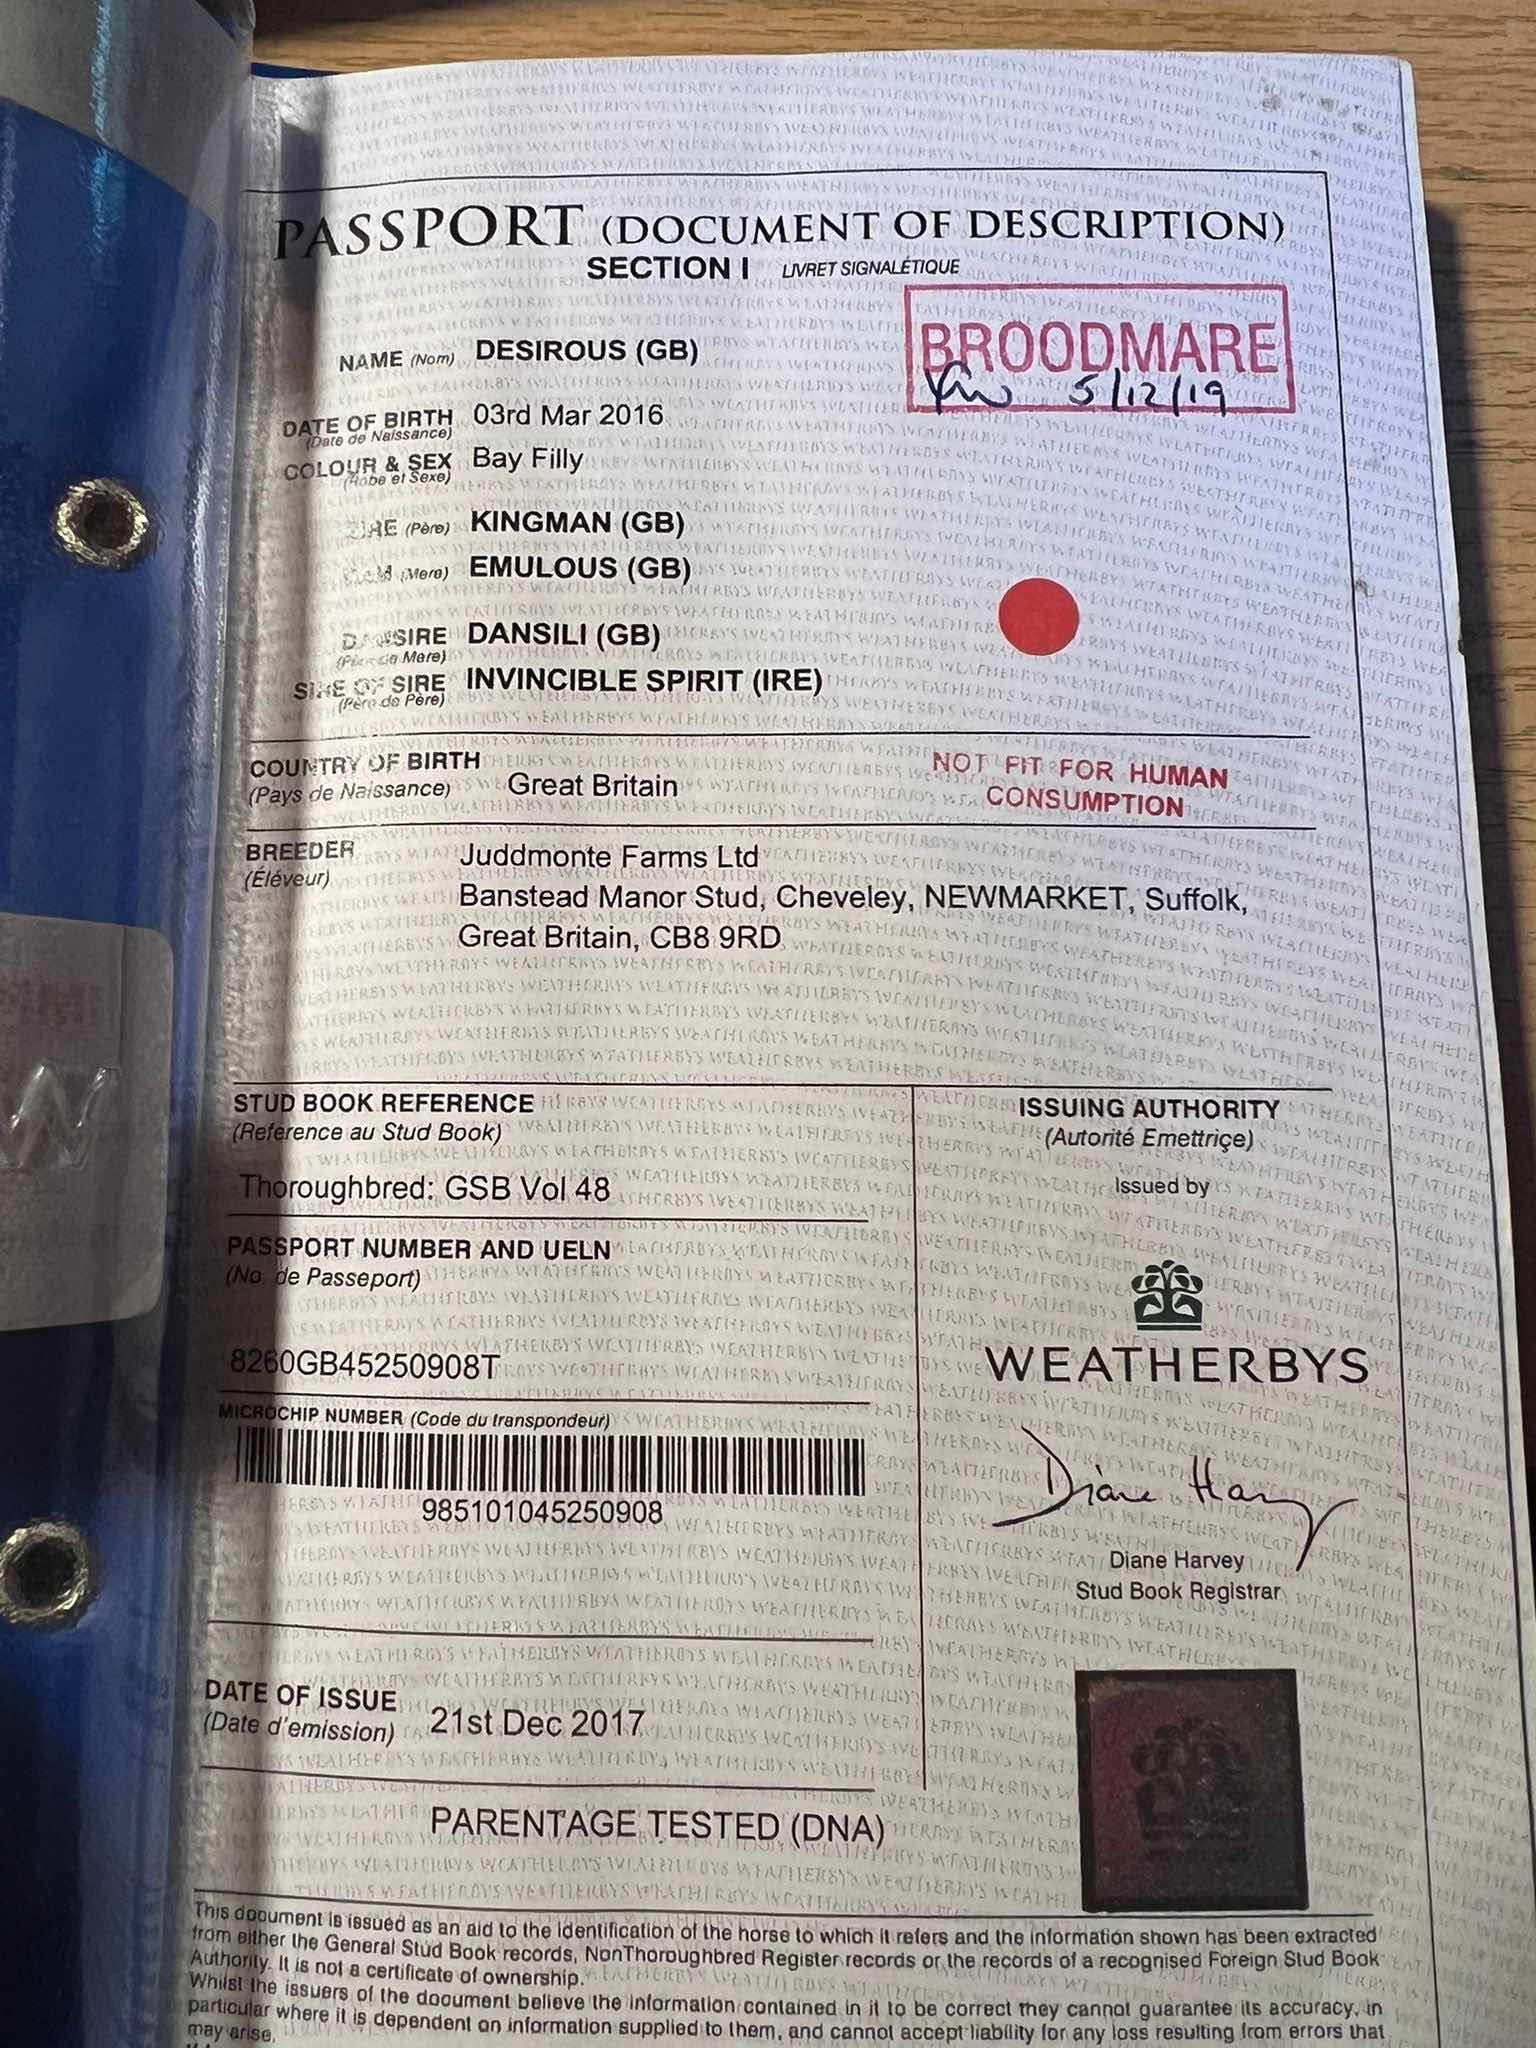 PASSPORT (DOCUMENT OF DESCRIPTION)
SECTION I LIVRET SIGNALÉTIQUE
BROODMARE
5/12/19
NAME (Nom) DESIROUS (GB)
DATE OF BIRTH 03rd Mar 2016
(Date de Naissance)
COLOUR & SEX Bay Filly
(Robe et Sexe)
SIRE (Père) KINGMAN (GB)
DAM (Mere) EMULOUS (GB)
DAMSIRE DANSILI (GB)
(Père de Mere)
SIRE OF SIRE INVINCIBLE SPIRIT (IRE)
(Père de Père)
COUNTRY OF BIRTH
(Pays de Naissance) Great Britain
NOT FIT FOR HUMAN
CONSUMPTION
BREEDER Juddmonte Farms Ltd
(Éléveur) Banstead Manor Stud, Cheveley, NEWMARKET, Suffolk,
Great Britain, CB8 9RD
STUD BOOK REFERENCE
(Reference au Stud Book)
Thoroughbred: GSB Vol 48
PASSPORT NUMBER AND UELN
(No. de Passeport)
8260GB45250908T
MICROCHIP NUMBER (Code du transpondeur)
985101045250908
DATE OF ISSUE
(Date d'emission) 21st Dec 2017
ISSUING AUTHORITY
(Autorité Emettriçe)
Issued by
WEATHERBYS
Diane Harvey
Diane Harvey
Stud Book Registrar
PARENTAGE TESTED (DNA)
This document is issued as an aid to the identification of the horse to which it refers and the information shown has been extracted
from either the General Stud Book records, NonThoroughbred Register records or the records of a recognised Foreign Stud Book
Authority. It is not a certificate of ownership.
Whilst the issuers of the document believe the information contained in it to be correct they cannot guarantee its accuracy, in
particular where it is dependent on information supplied to them, and cannot accept liability for any loss resulting from errors that
may arise.